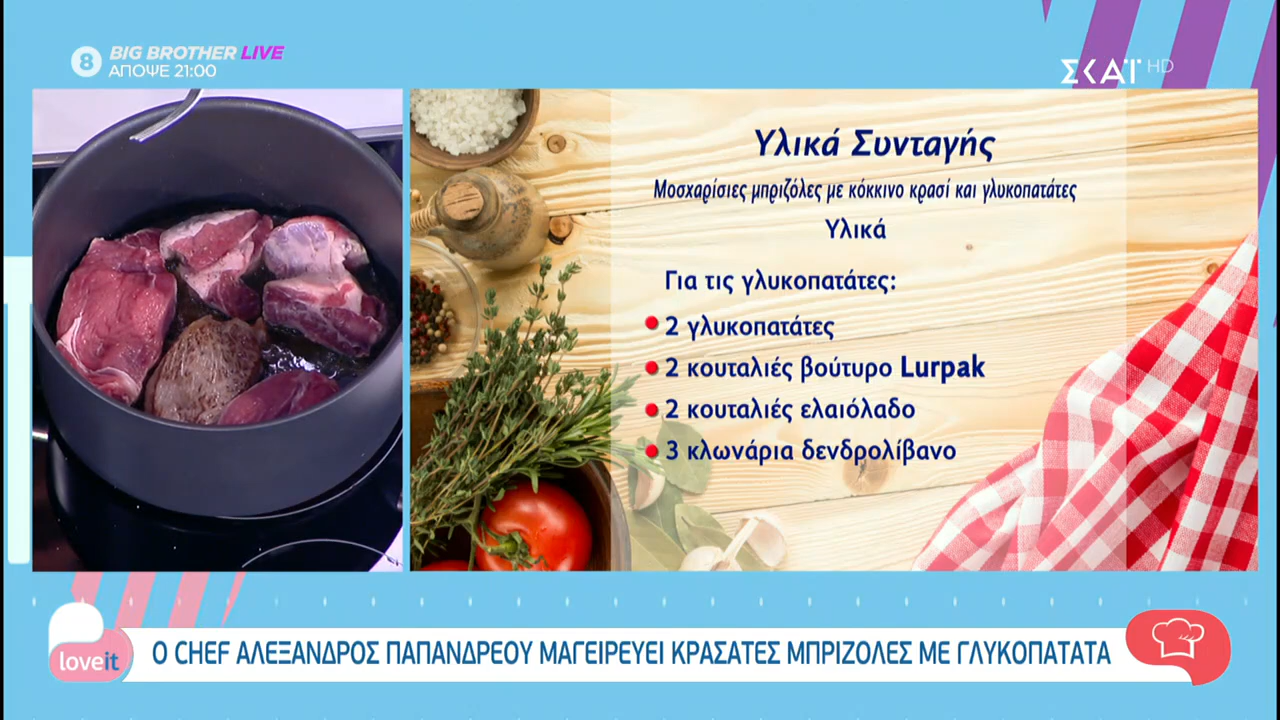 8 BIG BROTHER LIVE
ΑΠΟΨΕ 21:00
ΣΚΑΪ HD
Υλικά Συνταγής
Μοσχαρίσιες μπριζόλες με κόκκινο κρασί και γλυκοπατάτες
Υλικά
Για τις γλυκοπατάτες:
2 γλυκοπατάτες
2 κουταλιές βούτυρο Lurpak
2 κουταλιές ελαιόλαδο
3 κλωνάρια δενδρολίβανο
loveit
Ο CHEF ΑΛΕΞΑΝΔΡΟΣ ΠΑΠΑΝΔΡΕΟΥ ΜΑΓΕΙΡΕΥΕΙ ΚΡΑΣΑΤΕΣ ΜΠΡΙΖΟΛΕΣ ΜΕ ΓΛΥΚΟΠΑΤΑΤΑ